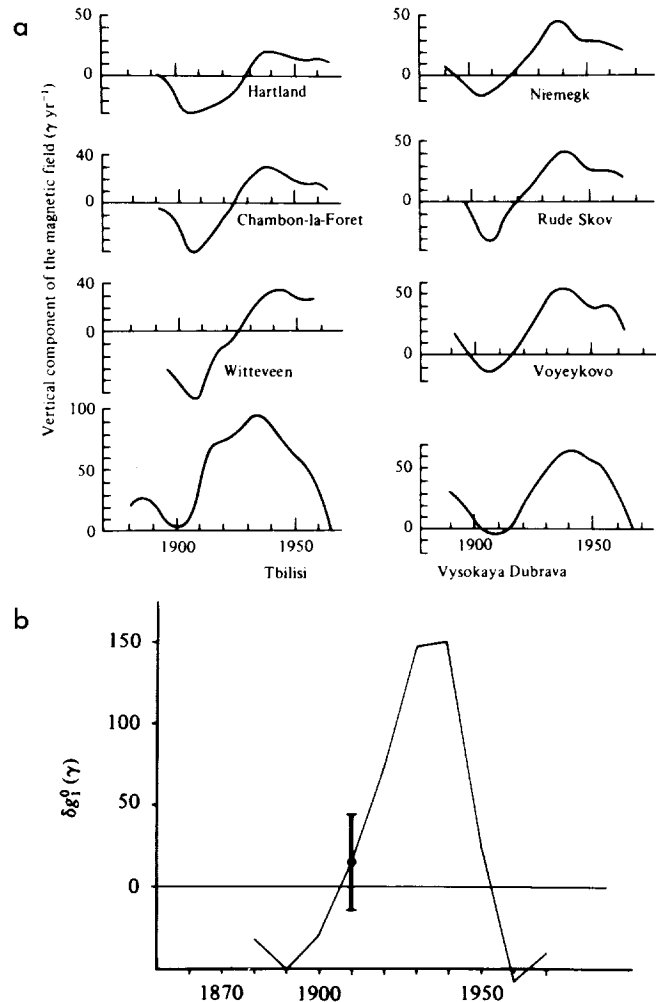 a
Vertical component of the magnetic field (γ yr⁻¹)
50
0
Hartland
50
0
Niemegk
40
0
Chambon-la-Foret
50
0
Rude Skov
40
0
Witteveen
50
0
Voyeykovo
100
50
0
1900 1950
Tbilisi
50
0
1900 1950
Vysokaya Dubrava
b
δg₁⁰(γ)
150
100
50
0
1870 1900 1950